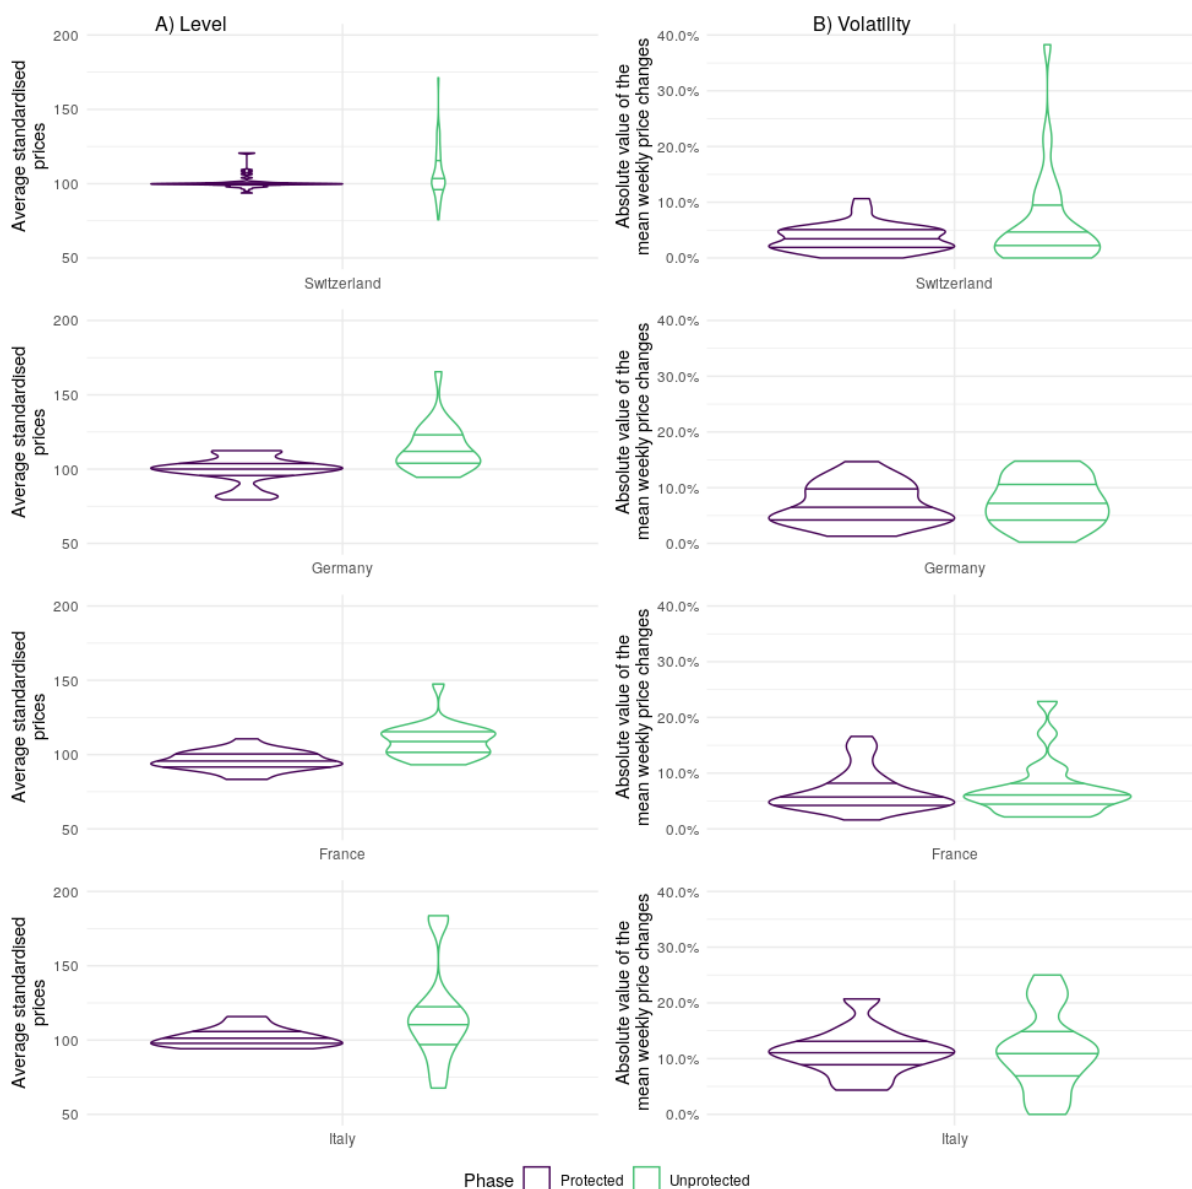 A) Level
B) Volatility
Average standardised
prices
200
150
100
50
Switzerland
Absolute value of the
mean weekly price changes
40.0%
30.0%
20.0%
10.0%
0.0%
Switzerland
Average standardised
prices
200
150
100
50
Germany
Absolute value of the
mean weekly price changes
40.0%
30.0%
20.0%
10.0%
0.0%
Germany
Average standardised
prices
200
150
100
50
France
Absolute value of the
mean weekly price changes
40.0%
30.0%
20.0%
10.0%
0.0%
France
Average standardised
prices
200
150
100
50
Italy
Absolute value of the
mean weekly price changes
40.0%
30.0%
20.0%
10.0%
0.0%
Italy
Phase Protected Unprotected